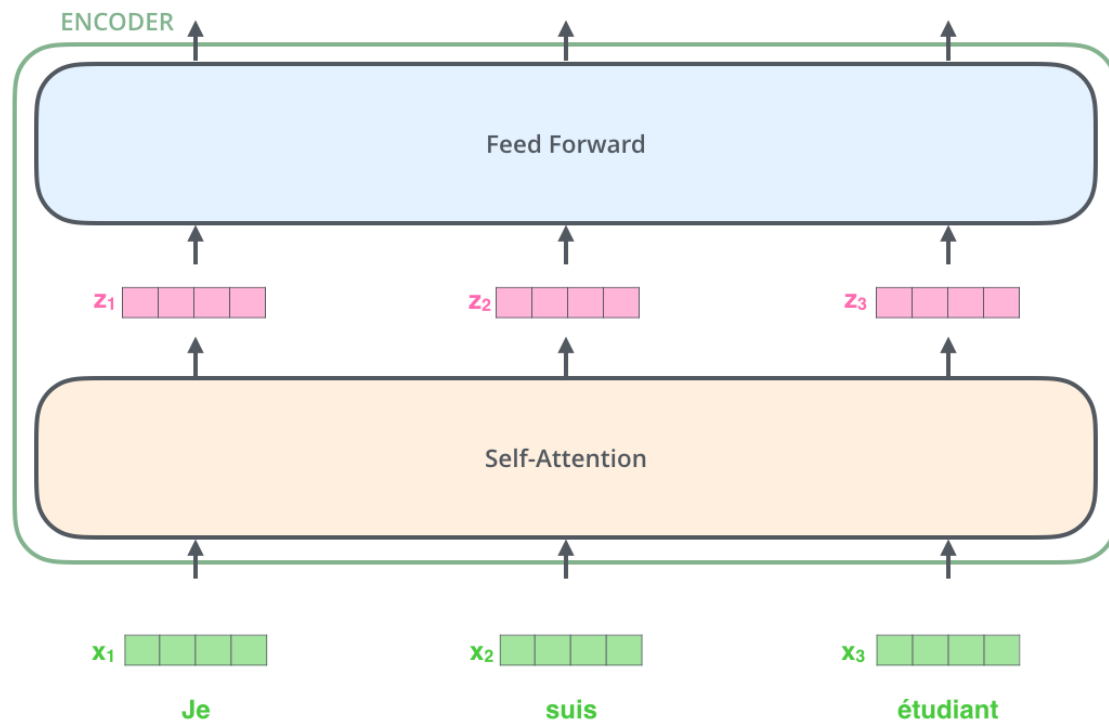 ENCODER
Feed Forward
z₁ z₂ z₃
Self-Attention
x₁ x₂ x₃
Je suis étudiant